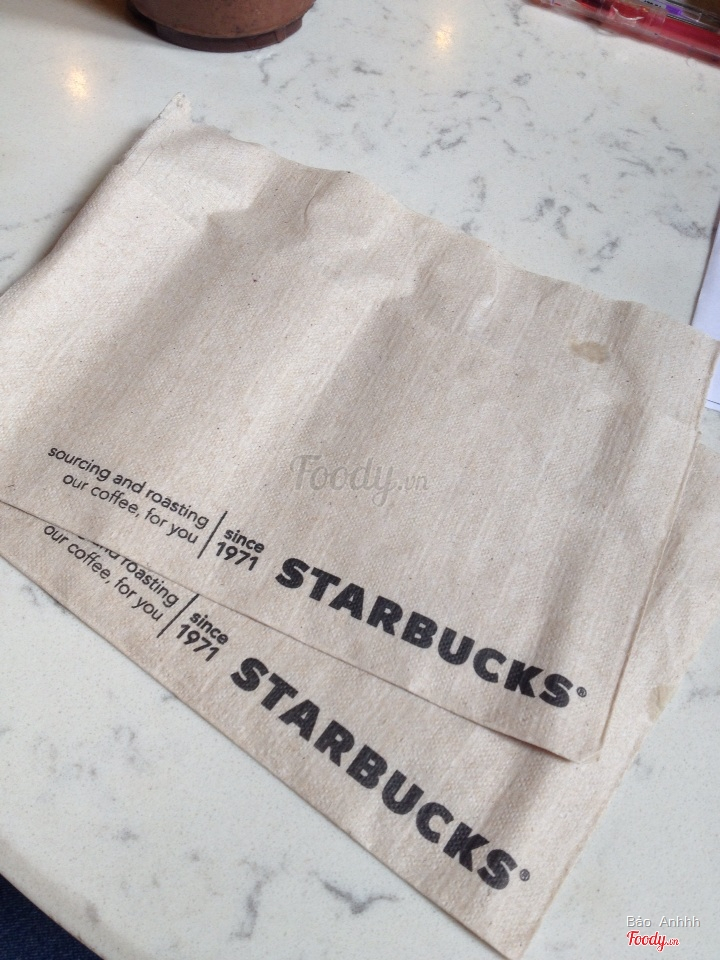 sourcing and roasting
our coffee, for you
since
1971
STARBUCKS®
and roasting
our coffee, for you
since
1971
STARBUCKS®
Foody.vn
Bảo Anhhh
Foody.vn